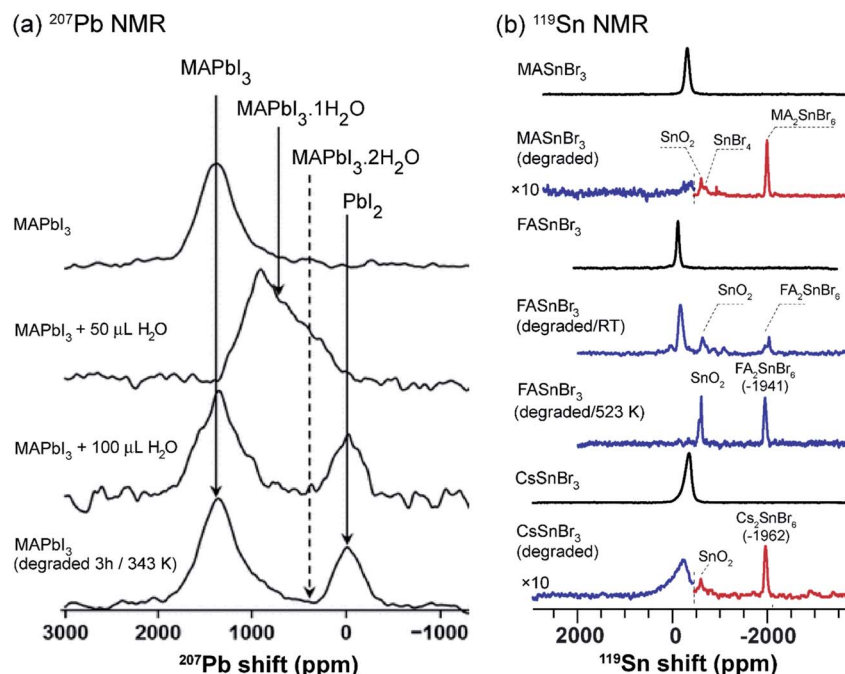 (a) ²⁰⁷Pb NMR
MAPbI₃
MAPbI₃.1H₂O
MAPbI₃.2H₂O
PbI₂
MAPbI₃
MAPbI₃ + 50 µL H₂O
MAPbI₃ + 100 µL H₂O
MAPbI₃
(degraded 3h / 343 K)
3000 2000 1000 0 -1000
²⁰⁷Pb shift (ppm)
(b) ¹¹⁹Sn NMR
MASnBr₃
MASnBr₃
(degraded)
×10
SnO₂
SnBr₄
MA₂SnBr₆
FASnBr₃
FASnBr₃
(degraded/RT)
SnO₂
FA₂SnBr₆
FASnBr₃
(degraded/523 K)
SnO₂
FA₂SnBr₆
(-1941)
CsSnBr₃
CsSnBr₃
(degraded)
×10
SnO₂
Cs₂SnBr₆
(-1962)
2000 0 -2000
¹¹⁹Sn shift (ppm)